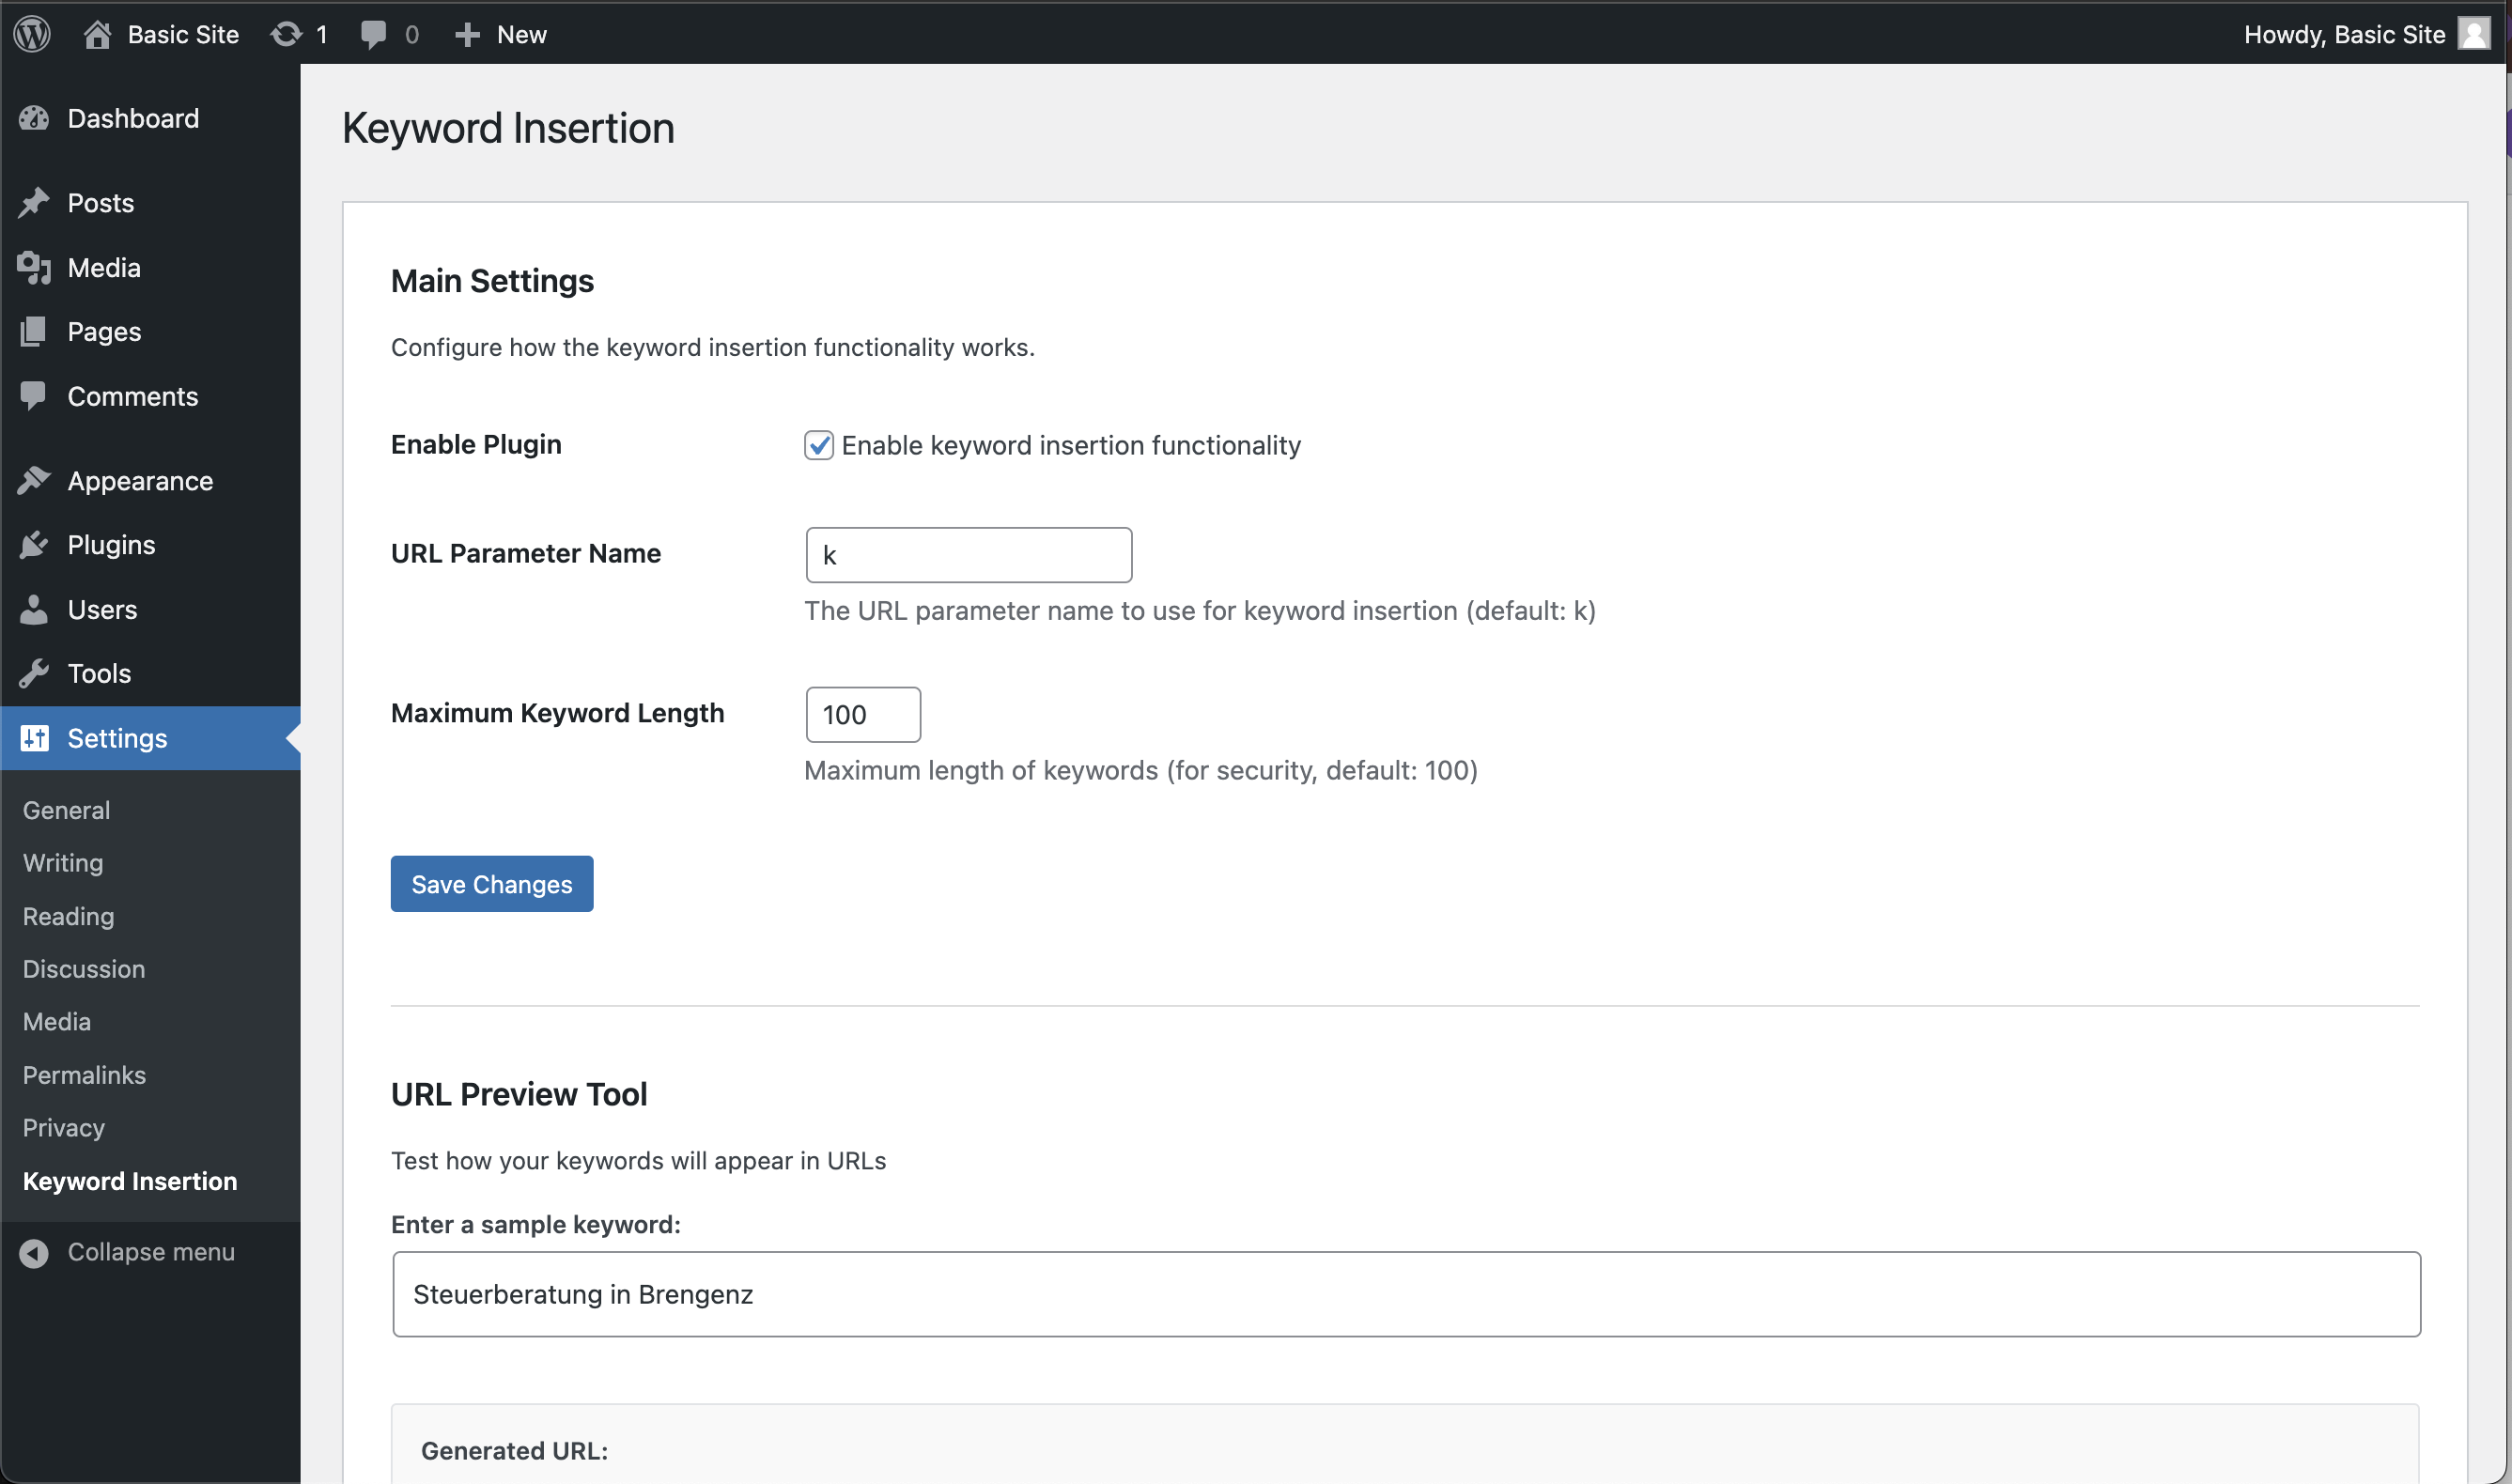 Basic Site 1 0 New Howdy, Basic Site
Dashboard
Posts
Media
Pages
Comments
Appearance
Plugins
Users
Tools
Settings
General
Writing
Reading
Discussion
Media
Permalinks
Privacy
Keyword Insertion
Collapse menu
Keyword Insertion
Main Settings
Configure how the keyword insertion functionality works.
Enable Plugin Enable keyword insertion functionality
URL Parameter Name k
The URL parameter name to use for keyword insertion (default: k)
Maximum Keyword Length 100
Maximum length of keywords (for security, default: 100)
Save Changes
URL Preview Tool
Test how your keywords will appear in URLs
Enter a sample keyword:
Steuerberatung in Brengenz
Generated URL: